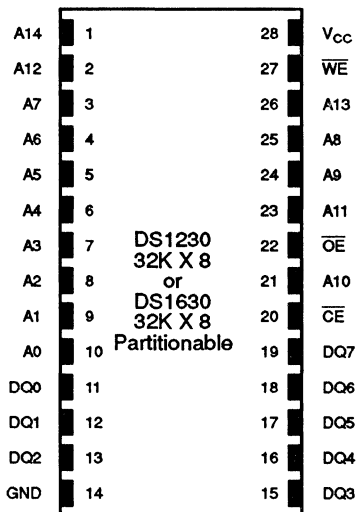 A14 1 28 VCC
A12 2 27 W̅E̅
A7 3 26 A13
A6 4 25 A8
A5 5 24 A9
A4 6 23 A11
A3 7 DS1230 22 O̅E̅
32K X 8
A2 8 or 21 A10
DS1630
A1 9 32K X 8 20 C̅E̅
A0 10 Partitionable 19 DQ7
DQ0 11 18 DQ6
DQ1 12 17 DQ5
DQ2 13 16 DQ4
GND 14 15 DQ3